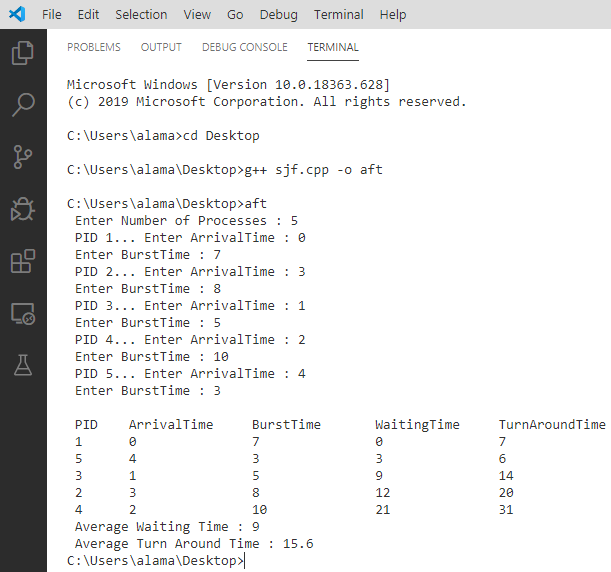 File Edit Selection View Go Debug Terminal Help
PROBLEMS OUTPUT DEBUG CONSOLE TERMINAL
Microsoft Windows [Version 10.0.18363.628]
(c) 2019 Microsoft Corporation. All rights reserved.
C:\Users\alama>cd Desktop
C:\Users\alama\Desktop>g++ sjf.cpp -o aft
C:\Users\alama\Desktop>aft
Enter Number of Processes : 5
PID 1... Enter ArrivalTime : 0
Enter BurstTime : 7
PID 2... Enter ArrivalTime : 3
Enter BurstTime : 8
PID 3... Enter ArrivalTime : 1
Enter BurstTime : 5
PID 4... Enter ArrivalTime : 2
Enter BurstTime : 10
PID 5... Enter ArrivalTime : 4
Enter BurstTime : 3
PID ArrivalTime BurstTime WaitingTime TurnAroundTime
1 0 7 0 7
5 4 3 3 6
3 1 5 9 14
2 3 8 12 20
4 2 10 21 31
Average Waiting Time : 9
Average Turn Around Time : 15.6
C:\Users\alama\Desktop>